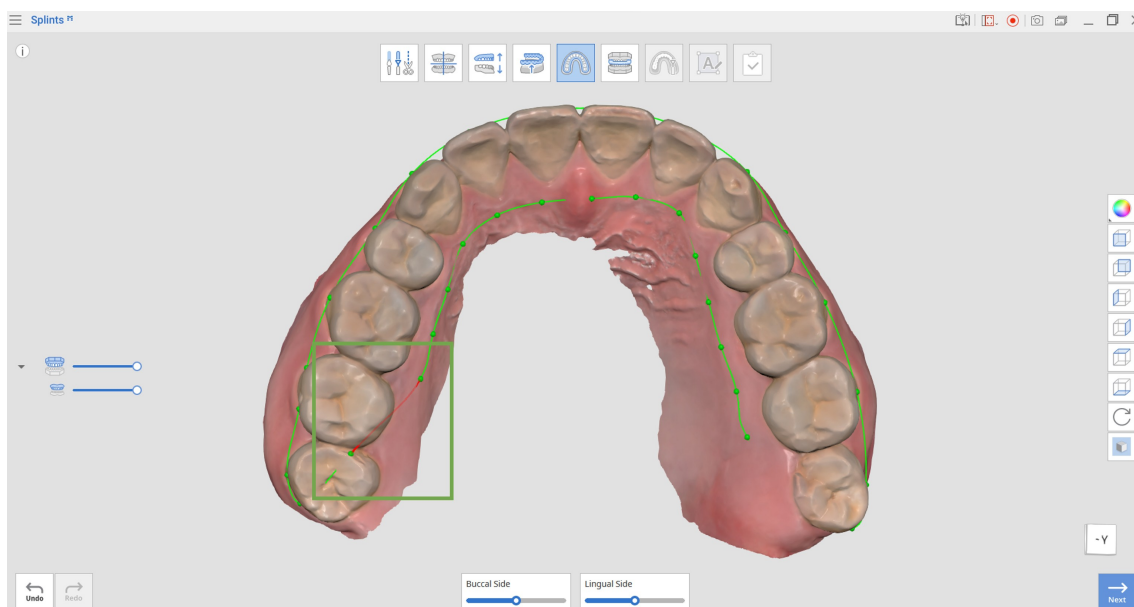 Splints
i
A
-Y
Undo
Redo
Buccal Side
Lingual Side
Next